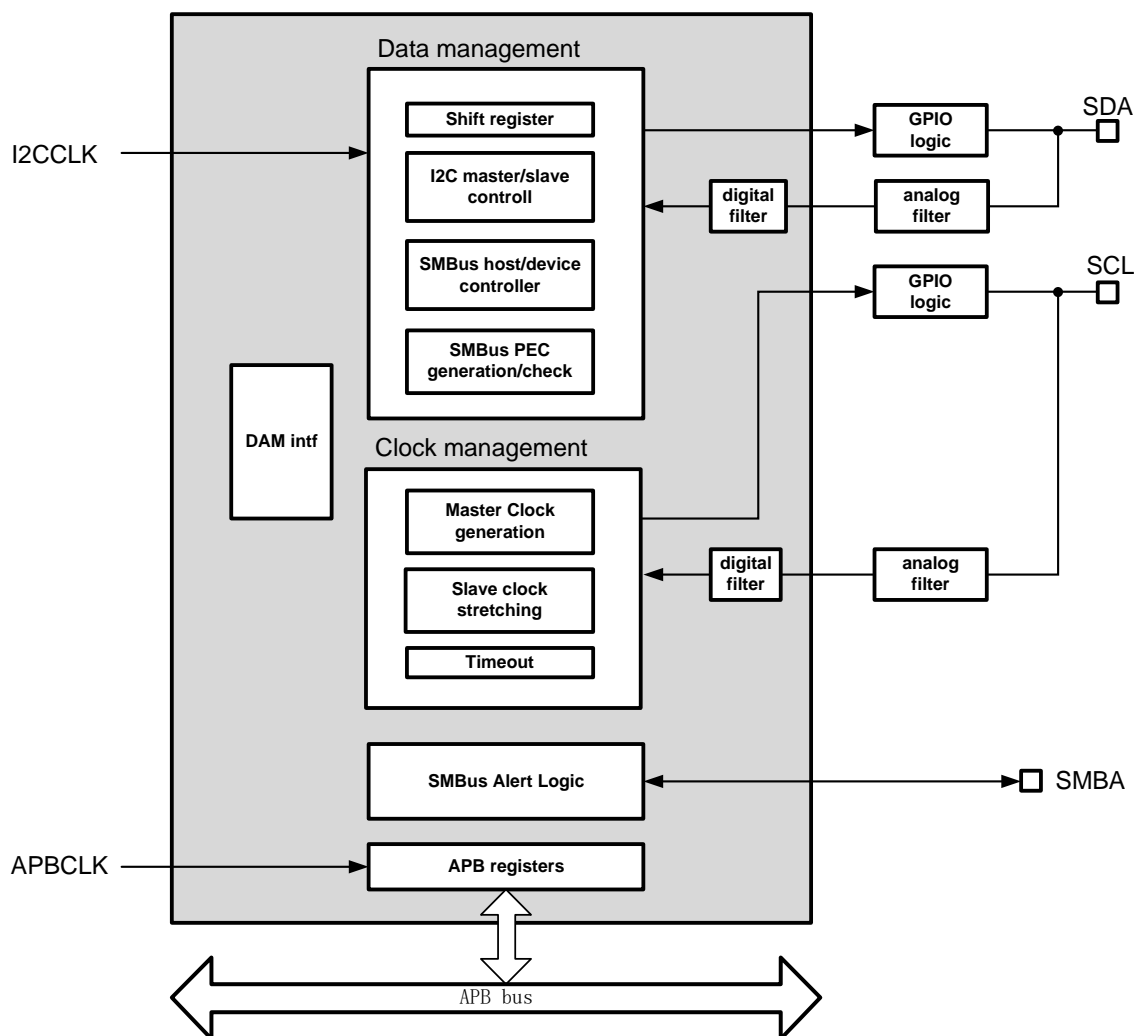 Data management
Shift register
I2C master/slave
controll
SMBus host/device
controller
SMBus PEC
generation/check
I2CCLK
GPIO
logic
SDA
digital
filter
analog
filter
GPIO
logic
SCL
DAM intf
Clock management
Master Clock
generation
Slave clock
stretching
Timeout
digital
filter
analog
filter
SMBus Alert Logic
SMBA
APBCLK
APB registers
APB bus